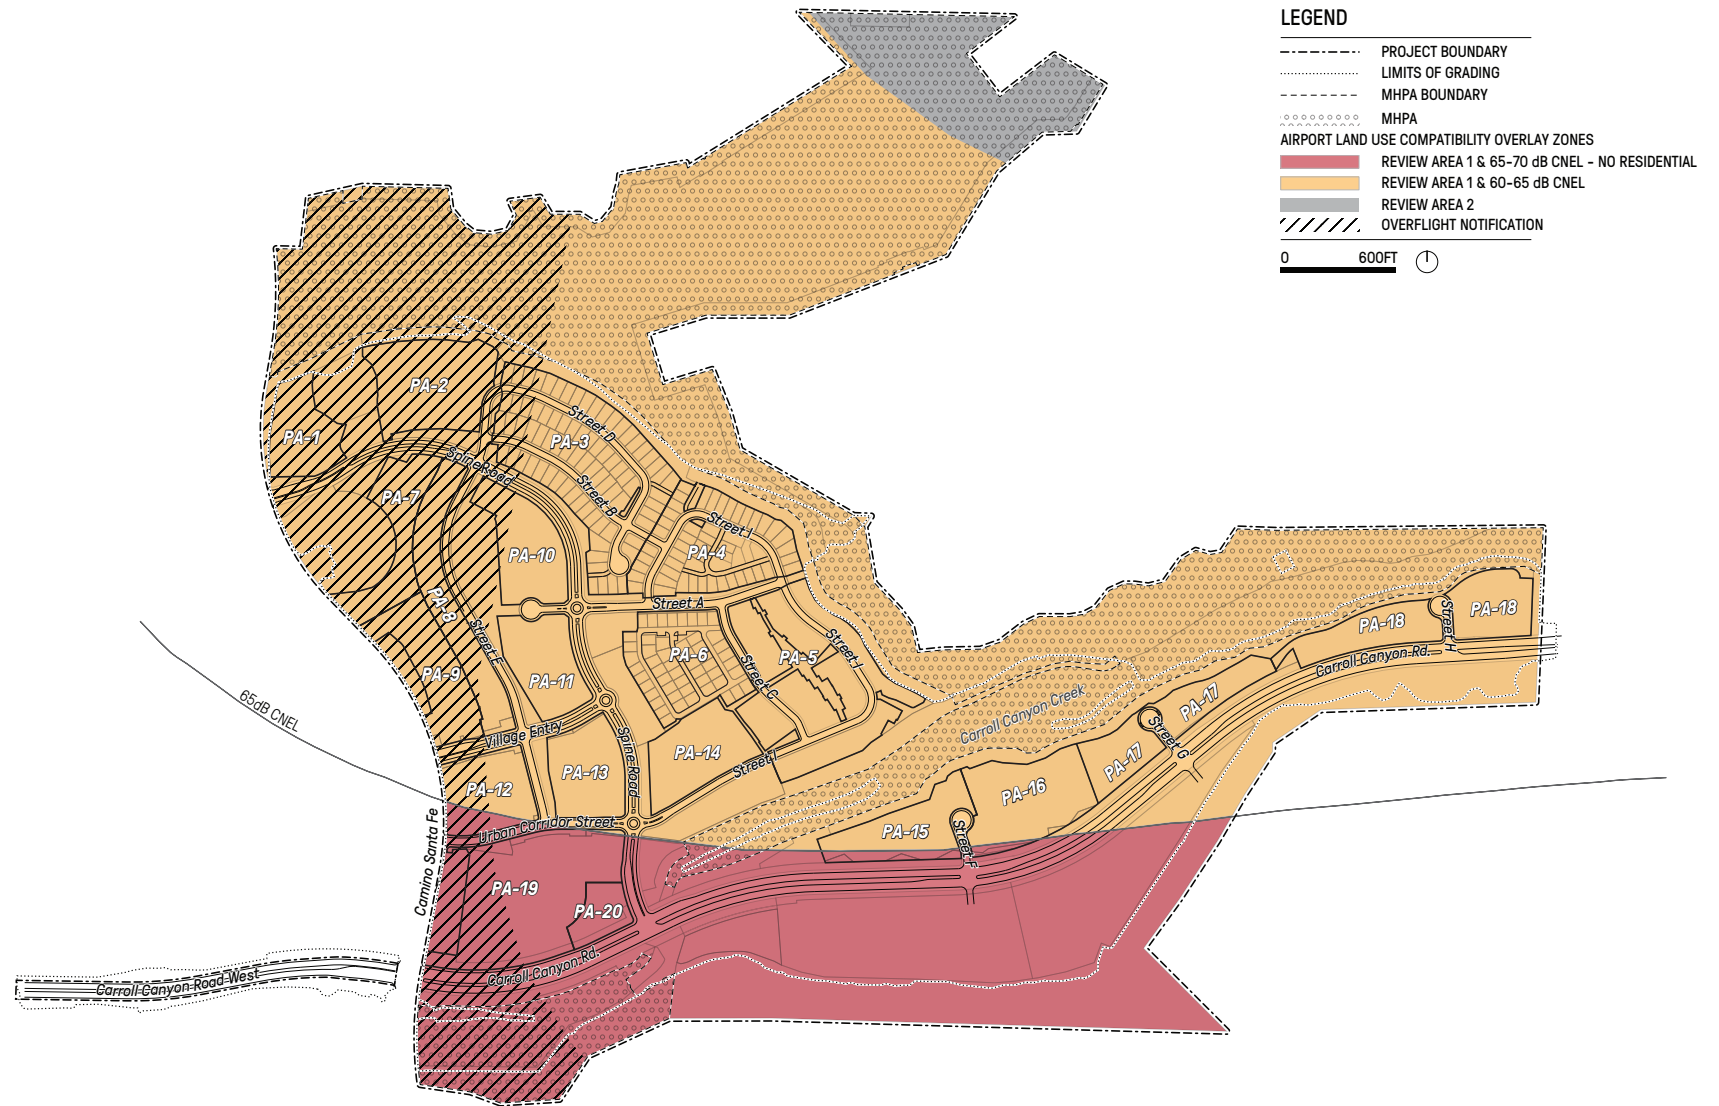 LEGEND
PROJECT BOUNDARY
LIMITS OF GRADING
MHPA BOUNDARY
MHPA
AIRPORT LAND USE COMPATIBILITY OVERLAY ZONES
REVIEW AREA 1 & 65-70 dB CNEL - NO RESIDENTIAL
REVIEW AREA 1 & 60-65 dB CNEL
REVIEW AREA 2
OVERFLIGHT NOTIFICATION
0 600FT
PA-2
PA-1
Street D
PA-3
Spine Road
PA-7
Street B
Street J
PA-10
PA-4
PA-8
Street A
Street E
PA-6
Street C
PA-5
Street I
PA-9
PA-11
Village Entry
Spine Road
PA-14
Street I
PA-13
PA-12
65dB CNEL
Urban Corridor Street
Camino Santa Fe
PA-19
PA-20
Carroll Canyon Rd.
Carroll Canyon Road West
Carroll Canyon Creek
PA-15
Street F
PA-16
PA-17
Street G
PA-17
Carroll Canyon Rd.
PA-18
Street H
PA-18